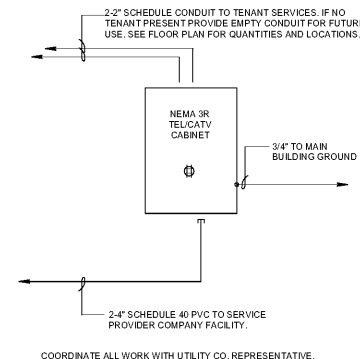 2-2" SCHEDULE CONDUIT TO TENANT SERVICES. IF NO
TENANT PRESENT PROVIDE EMPTY CONDUIT FOR FUTUR
USE. SEE FLOOR PLAN FOR QUANTITIES AND LOCATIONS.
NEMA 3R
TEL/CATV
CABINET
3/4" TO MAIN
BUILDING GROUND
2-4" SCHEDULE 40 PVC TO SERVICE
PROVIDER COMPANY FACILITY.
COORDINATE ALL WORK WITH UTILITY CO. REPRESENTATIVE.